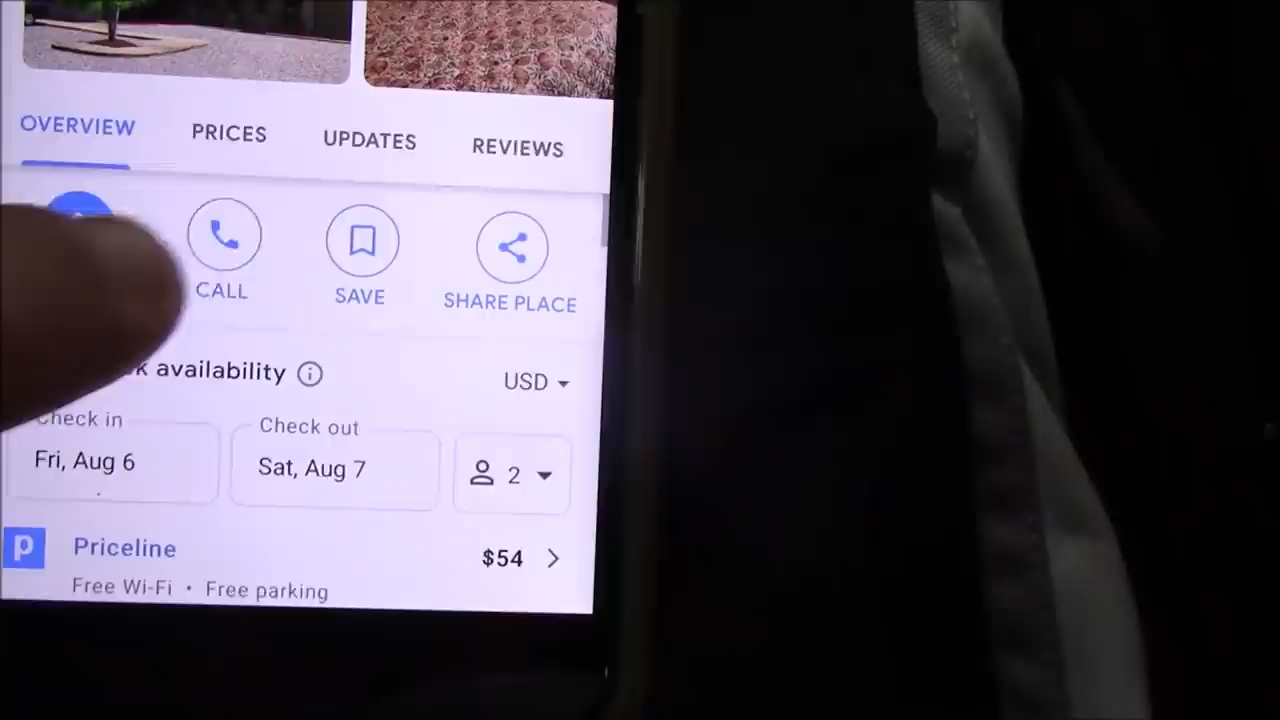 OVERVIEW PRICES UPDATES REVIEWS
CALL SAVE SHARE PLACE
availability USD
Check in Check out
Fri, Aug 6 Sat, Aug 7 2
p Priceline $54
Free Wi-Fi • Free parking